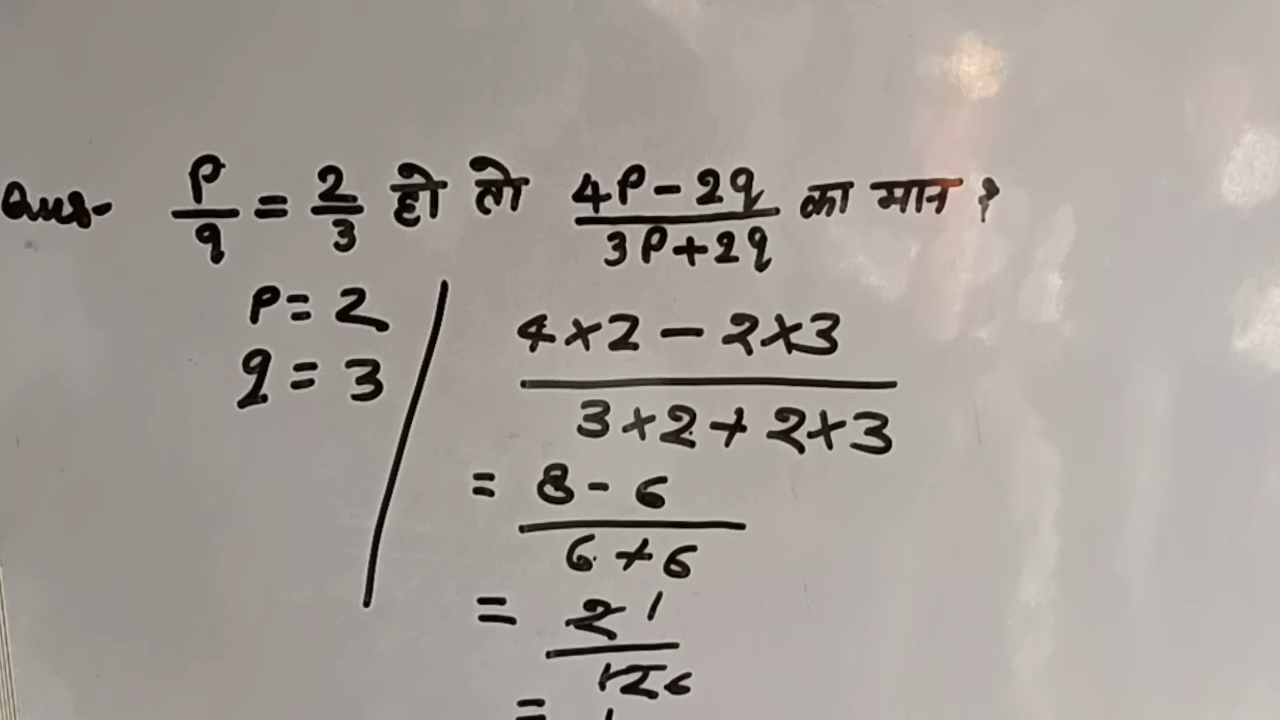 Ques- P/q = 2/3 हो तो 4P-2q/3P+2q का मान ?
P=2
q=3
4×2-2×3
3×2+2×3
= 8-6
6+6
= 2 1
12 6
=